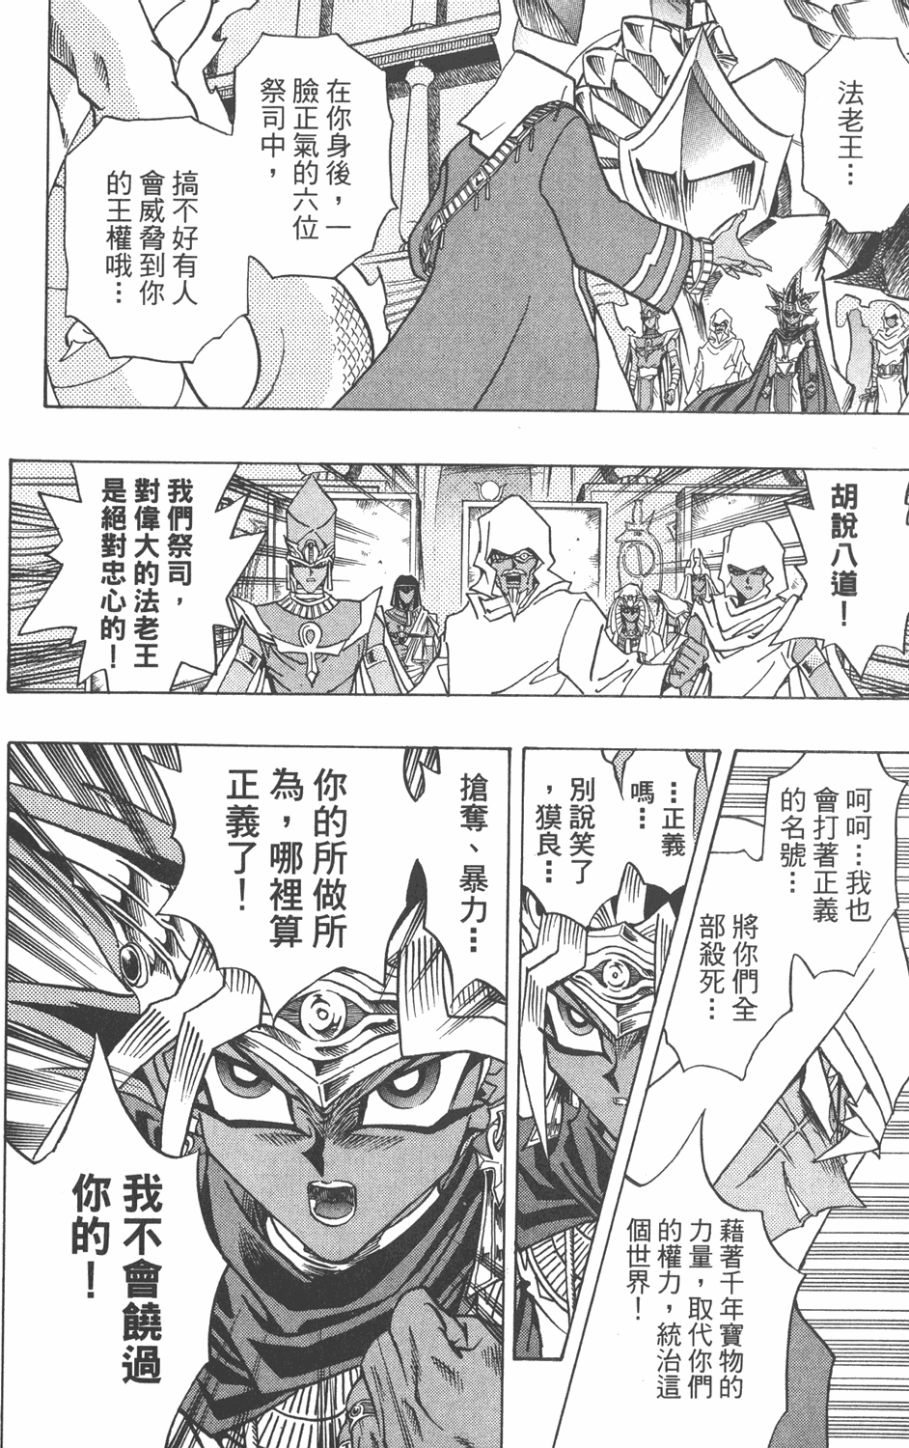 法老王…
在你身後，一
臉正氣的六位
祭司中，
搞不好有人
會威脅到你
的王權哦…
胡說八道！
我們祭司，
對偉大的法老王
是絕對忠心的！
呵呵…我也
會打著正義
的名號…
將你們全
部殺死…
藉著千年寶物的
力量，取代你們
的權力，統治這
個世界！
…正義
嗎…
別說笑了
，獏良…
搶奪、暴力…
你的所做所
為，哪裡算
正義了！
我不會饒過
你的！